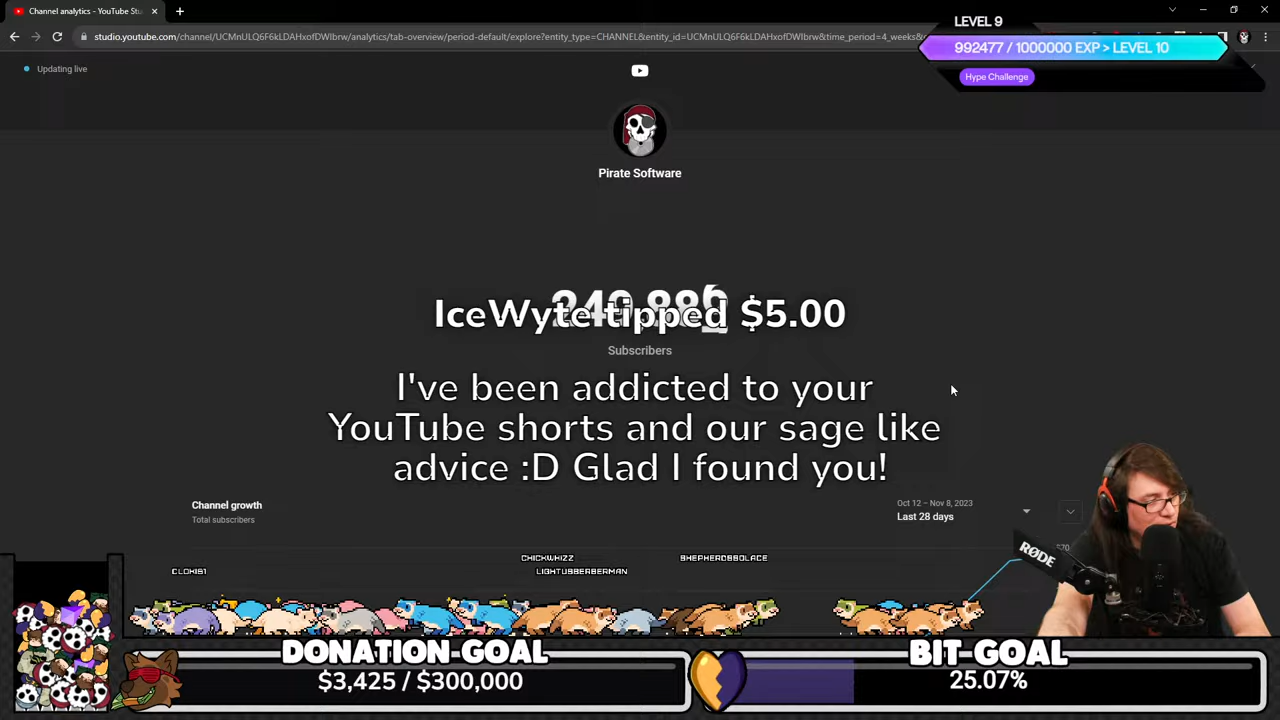 Channel analytics - YouTube Stu
LEVEL 9
studio.youtube.com/channel/UCMnULQ6F6kLDAHxofDWIbrw/analytics/tab-overview/period-default/explore?entity_type=CHANNEL&entity_id=UCMnULQ6F6kLDAHxofDWIbrw&time_period=4_weeks&
992477 / 1000000 EXP > LEVEL 10
Updating live
Hype Challenge
Pirate Software
IceWyte tipped $5.00
Subscribers
I've been addicted to your
YouTube shorts and our sage like
advice :D Glad I found you!
Channel growth
Total subscribers
Oct 12 – Nov 8, 2023
Last 28 days
RØDE
CHICKWHIZZ
SHEPHERDSSOLACE
CLOKIS1
LIGHTUBBERBERMAN
DONATION GOAL
$3,425 / $300,000
BIT GOAL
25.07%